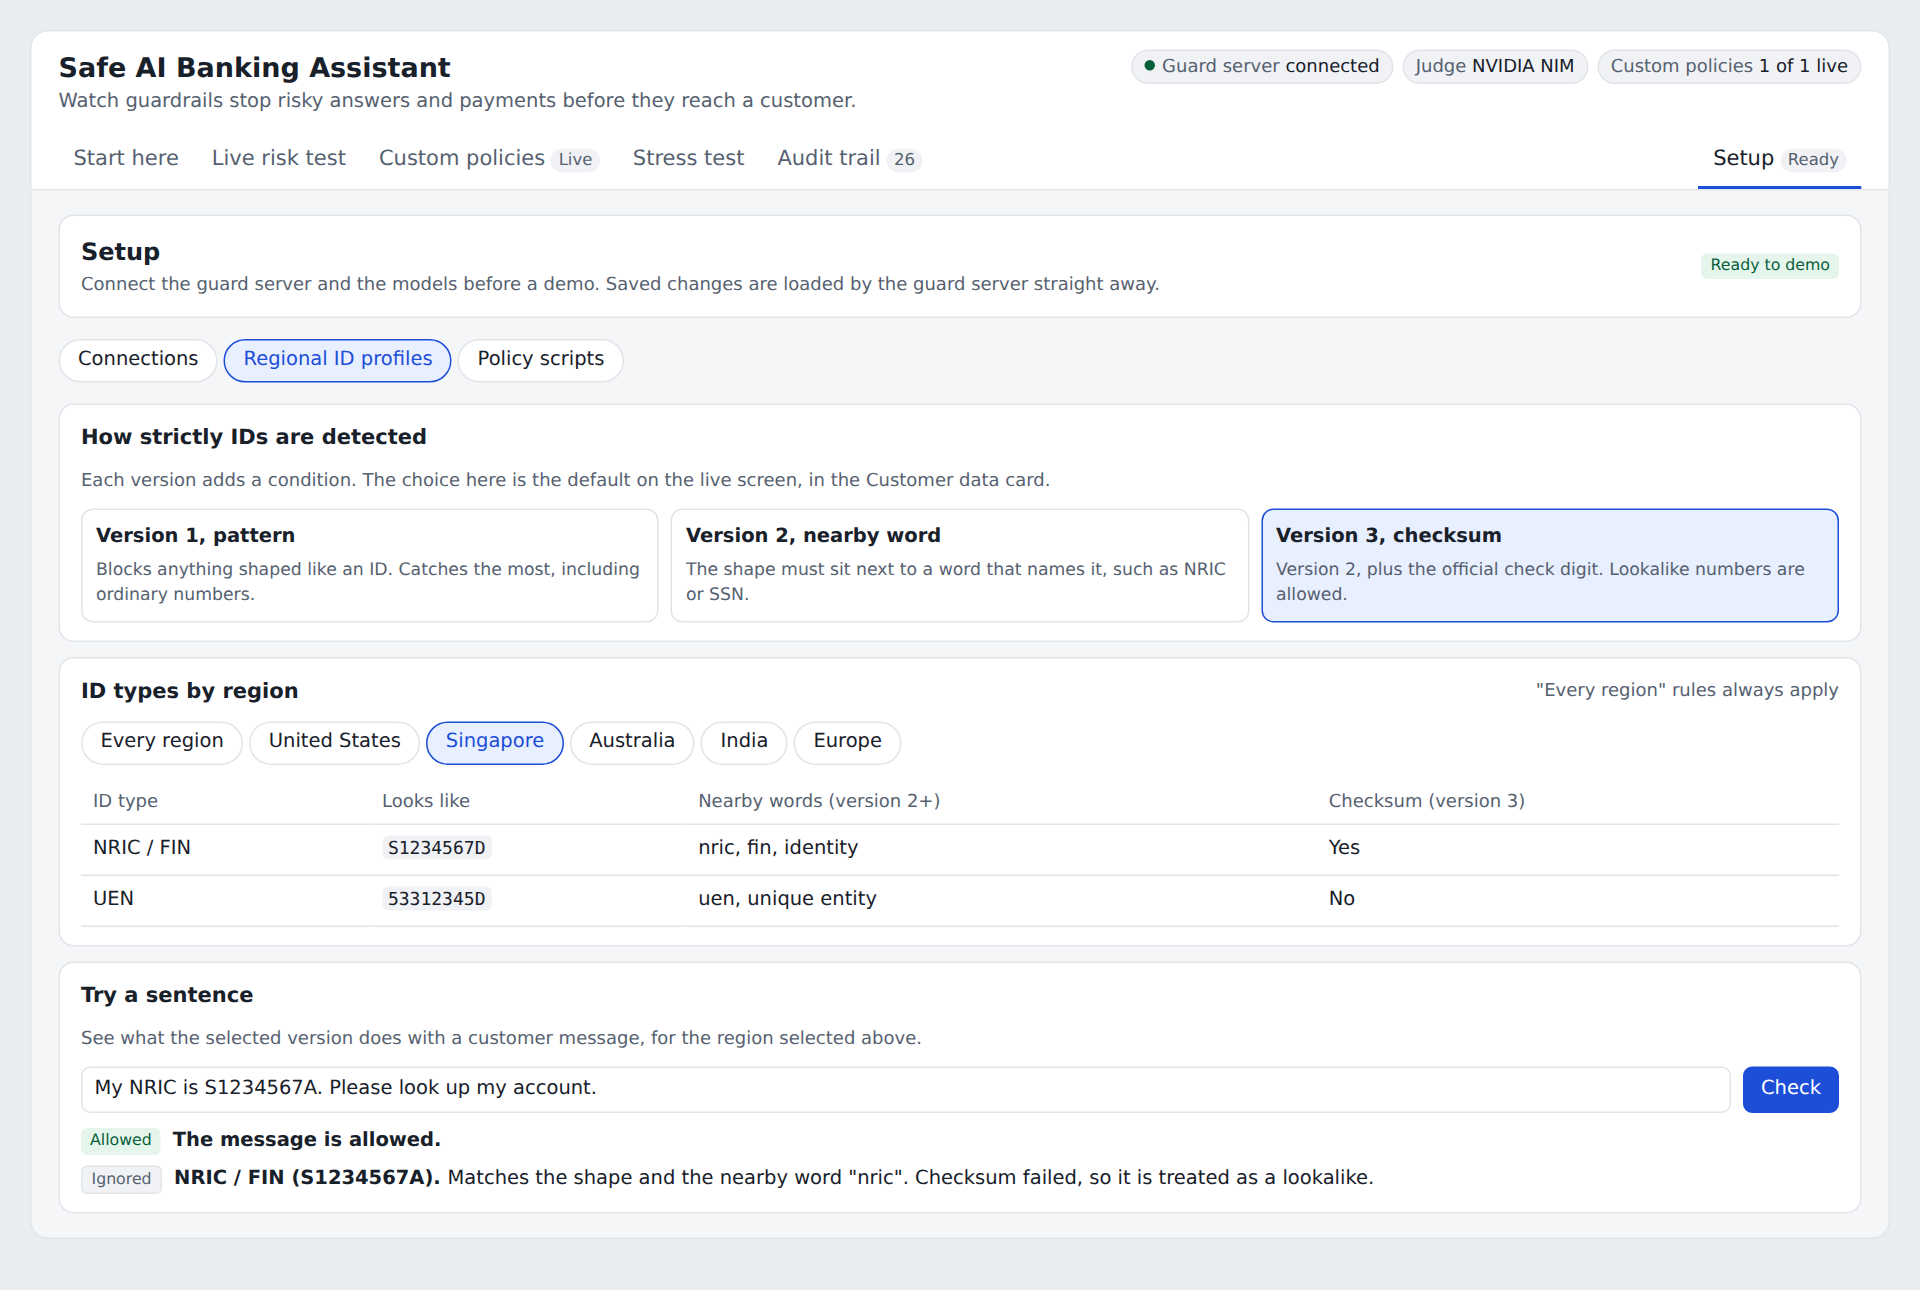 Safe AI Banking Assistant
Watch guardrails stop risky answers and payments before they reach a customer.
Guard server connected
Judge NVIDIA NIM
Custom policies 1 of 1 live
Start here
Live risk test
Custom policies Live
Stress test
Audit trail 26
Setup Ready
Setup
Connect the guard server and the models before a demo. Saved changes are loaded by the guard server straight away.
Ready to demo
Connections
Regional ID profiles
Policy scripts
How strictly IDs are detected
Each version adds a condition. The choice here is the default on the live screen, in the Customer data card.
Version 1, pattern
Blocks anything shaped like an ID. Catches the most, including
ordinary numbers.
Version 2, nearby word
The shape must sit next to a word that names it, such as NRIC
or SSN.
Version 3, checksum
Version 2, plus the official check digit. Lookalike numbers are
allowed.
ID types by region
"Every region" rules always apply
Every region
United States
Singapore
Australia
India
Europe
ID type
Looks like
Nearby words (version 2+)
Checksum (version 3)
NRIC / FIN
S1234567D
nric, fin, identity
Yes
UEN
53312345D
uen, unique entity
No
Try a sentence
See what the selected version does with a customer message, for the region selected above.
My NRIC is S1234567A. Please look up my account.
Check
Allowed The message is allowed.
Ignored NRIC / FIN (S1234567A). Matches the shape and the nearby word "nric". Checksum failed, so it is treated as a lookalike.